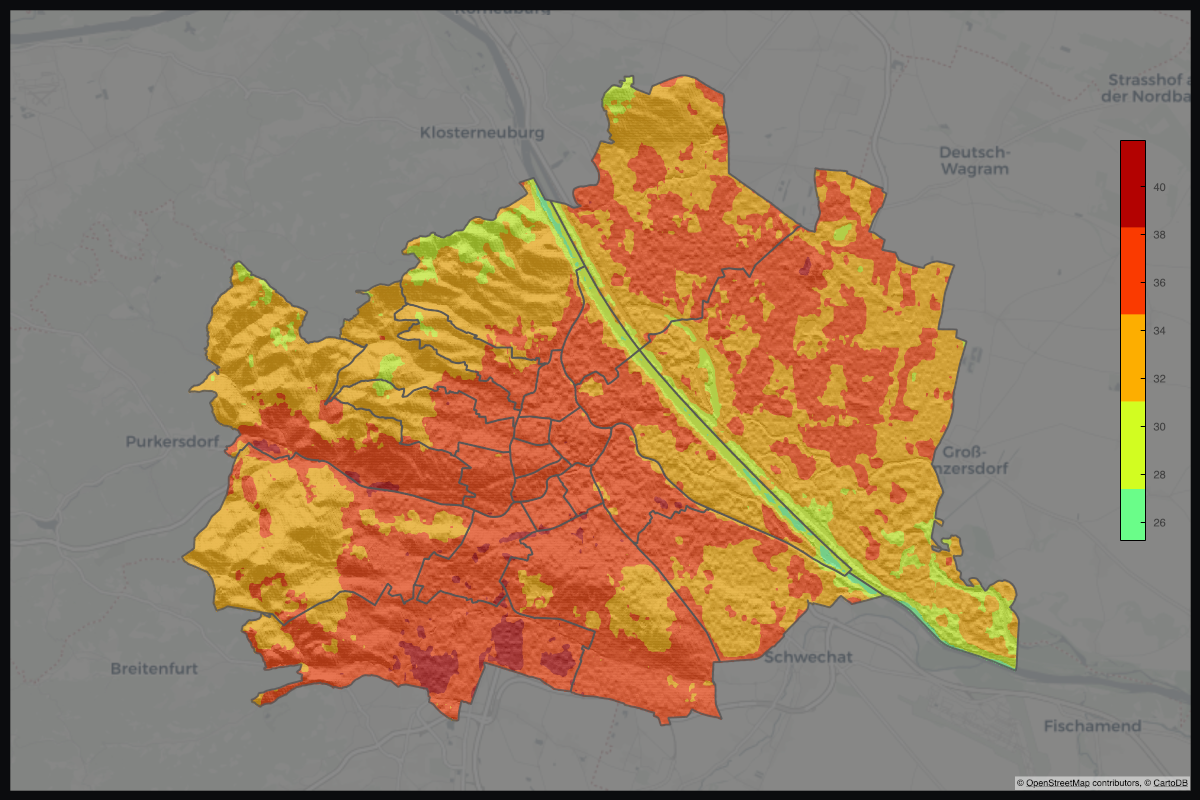 Korneuburg
Klosterneuburg
Strasshof a
der Nordba
Deutsch-
Wagram
40
38
36
34
32
30
28
26
Purkersdorf
Groß-
nzersdorf
Breitenfurt
Schwechat
Fischamend
© OpenStreetMap contributors, © CartoDB